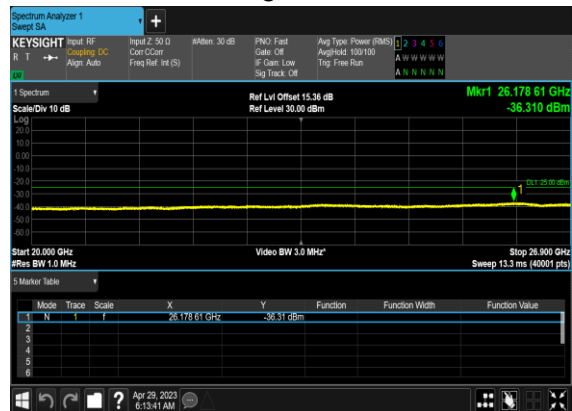 Spectrum Analyzer 1
Swept SA
KEYSIGHT Input: RF Input Z: 50 Ω #Atten: 30 dB PNO: Fast Avg Type: Power (RMS) 1 2 3 4 5 6
R T Coupling: DC Corr CCorr Gate: Off Avg|Hold: 100/100 A W W W W W
Align: Auto Freq Ref: Int (S) IF Gain: Low Trig: Free Run
LXI Sig Track: Off A N N N N N
1 Spectrum Ref Lvl Offset 15.36 dB Mkr1 26.178 61 GHz
Scale/Div 10 dB Ref Level 30.00 dBm -36.310 dBm
Log
20.0
10.0
0.00
-10.0
-20.0
DL1 -25.00 dBm
1
-30.0
-40.0
-50.0
-60.0
Start 20.000 GHz Video BW 3.0 MHz* Stop 26.900 GHz
#Res BW 1.0 MHz Sweep 13.3 ms (40001 pts)
5 Marker Table
Mode Trace Scale X Y Function Function Width Function Value
1 N 1 f 26.178 61 GHz -36.31 dBm
2
3
4
5
6
? Apr 29, 2023
6:13:41 AM